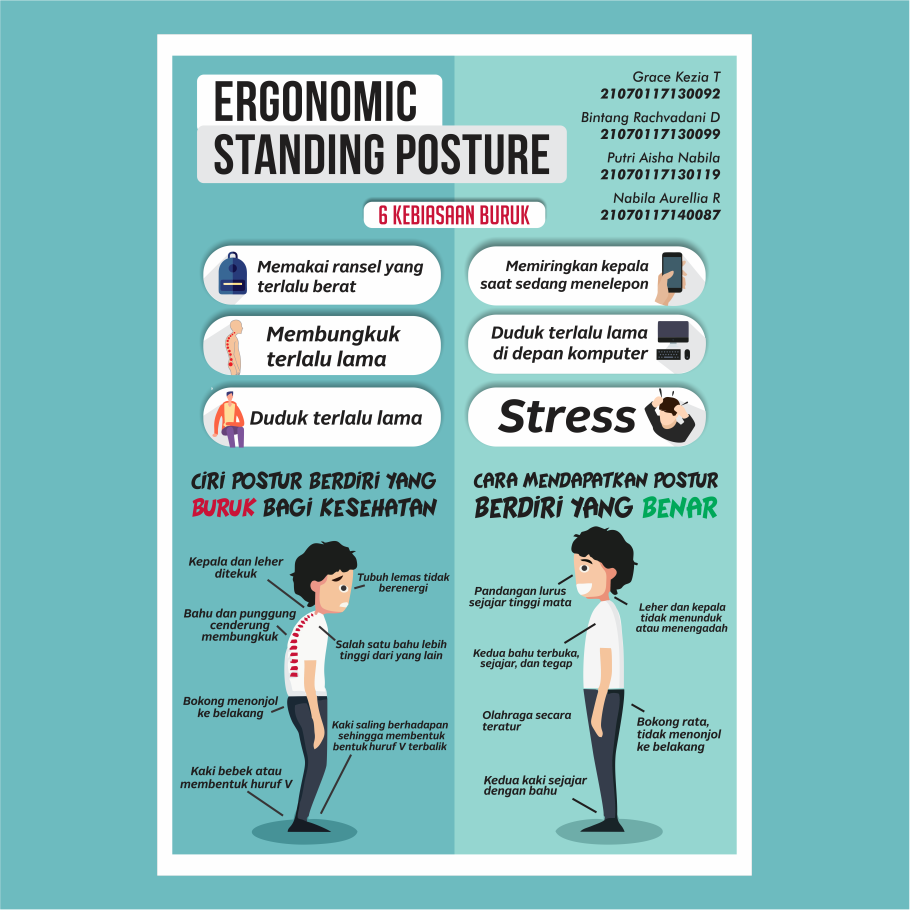 ERGONOMIC
STANDING POSTURE
Grace Kezia T
21070117130092
Bintang Rachvadani D
21070117130099
Putri Aisha Nabila
21070117130119
Nabila Aurellia R
21070117140087
6 KEBIASAAN BURUK
Memakai ransel yang
terlalu berat
Membungkuk
terlalu lama
Duduk terlalu lama
Memiringkan kepala
saat sedang menelepon
Duduk terlalu lama
di depan komputer
Stress
CIRI POSTUR BERDIRI YANG
BURUK BAGI KESEHATAN
Kepala dan leher
ditekuk
Tubuh lemas tidak
berenergi
Bahu dan punggung
cenderung
membungkuk
Salah satu bahu lebih
tinggi dari yang lain
Bokong menonjol
ke belakang
Kaki saling berhadapan
sehingga membentuk
bentuk huruf V terbalik
Kaki bebek atau
membentuk huruf V
CARA MENDAPATKAN POSTUR
BERDIRI YANG BENAR
Pandangan lurus
sejajar tinggi mata
Leher dan kepala
tidak menunduk
atau menengadah
Kedua bahu terbuka,
sejajar, dan tegap
Olahraga secara
teratur
Bokong rata,
tidak menonjol
ke belakang
Kedua kaki sejajar
dengan bahu